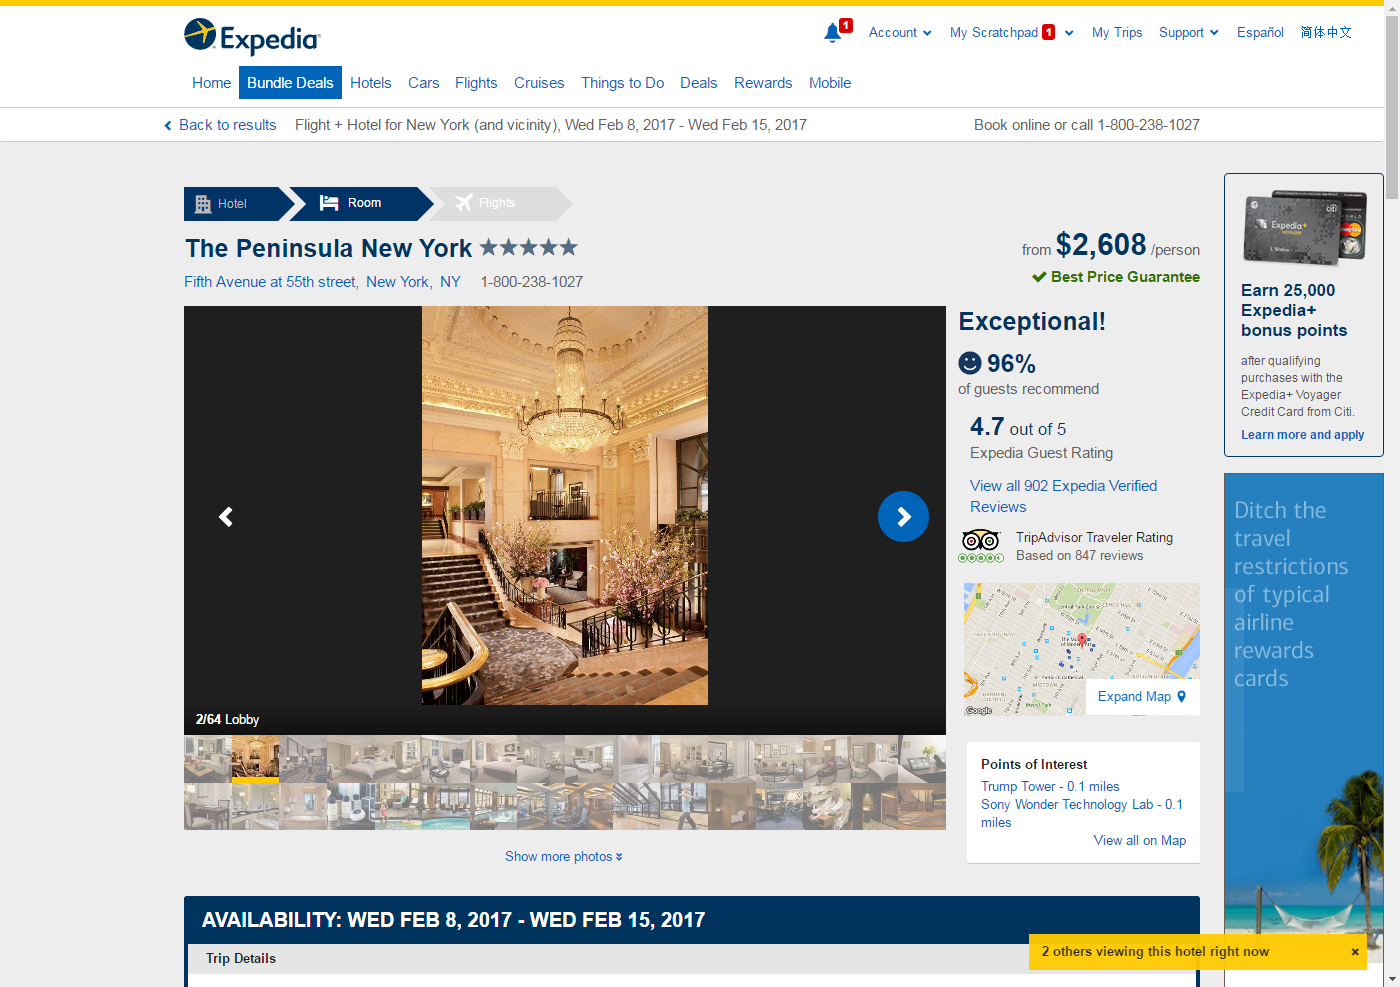 Expedia
1
Account
My Scratchpad 1
My Trips
Support
Español
简体中文
Home
Bundle Deals
Hotels
Cars
Flights
Cruises
Things to Do
Deals
Rewards
Mobile
Back to results
Flight + Hotel for New York (and vicinity), Wed Feb 8, 2017 - Wed Feb 15, 2017
Book online or call 1-800-238-1027
Hotel
Room
Flights
The Peninsula New York
from $2,608 /person
Fifth Avenue at 55th street, New York, NY 1-800-238-1027
Best Price Guarantee
2/64 Lobby
Show more photos
Exceptional!
96%
of guests recommend
4.7 out of 5
Expedia Guest Rating
View all 902 Expedia Verified
Reviews
TripAdvisor Traveler Rating
Based on 847 reviews
Google
Expand Map
Points of Interest
Trump Tower - 0.1 miles
Sony Wonder Technology Lab - 0.1
miles
View all on Map
AVAILABILITY: WED FEB 8, 2017 - WED FEB 15, 2017
Trip Details
citi
Expedia+
VOYAGER
Earn 25,000
Expedia+
bonus points
after qualifying
purchases with the
Expedia+ Voyager
Credit Card from Citi.
Learn more and apply
Ditch the
travel
restrictions
of typical
airline
rewards
cards
2 others viewing this hotel right now
×